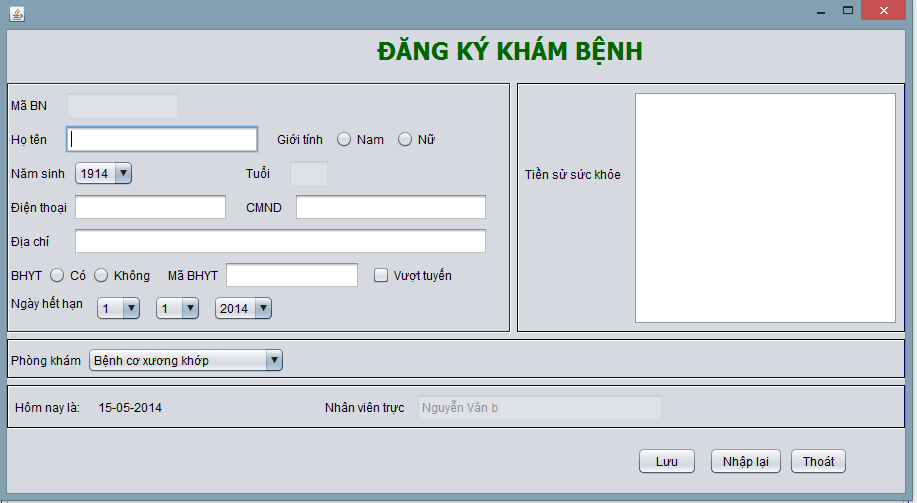 ĐĂNG KÝ KHÁM BỆNH
Mã BN
Họ tên Giới tính Nam Nữ
Năm sinh 1914 Tuổi
Điện thoại CMND
Địa chỉ
BHYT Có Không Mã BHYT Vượt tuyến
Ngày hết hạn 1 1 2014
Tiền sử sức khỏe
Phòng khám Bệnh cơ xương khớp
Hôm nay là: 15-05-2014 Nhân viên trực Nguyễn Văn b
Lưu Nhập lại Thoát